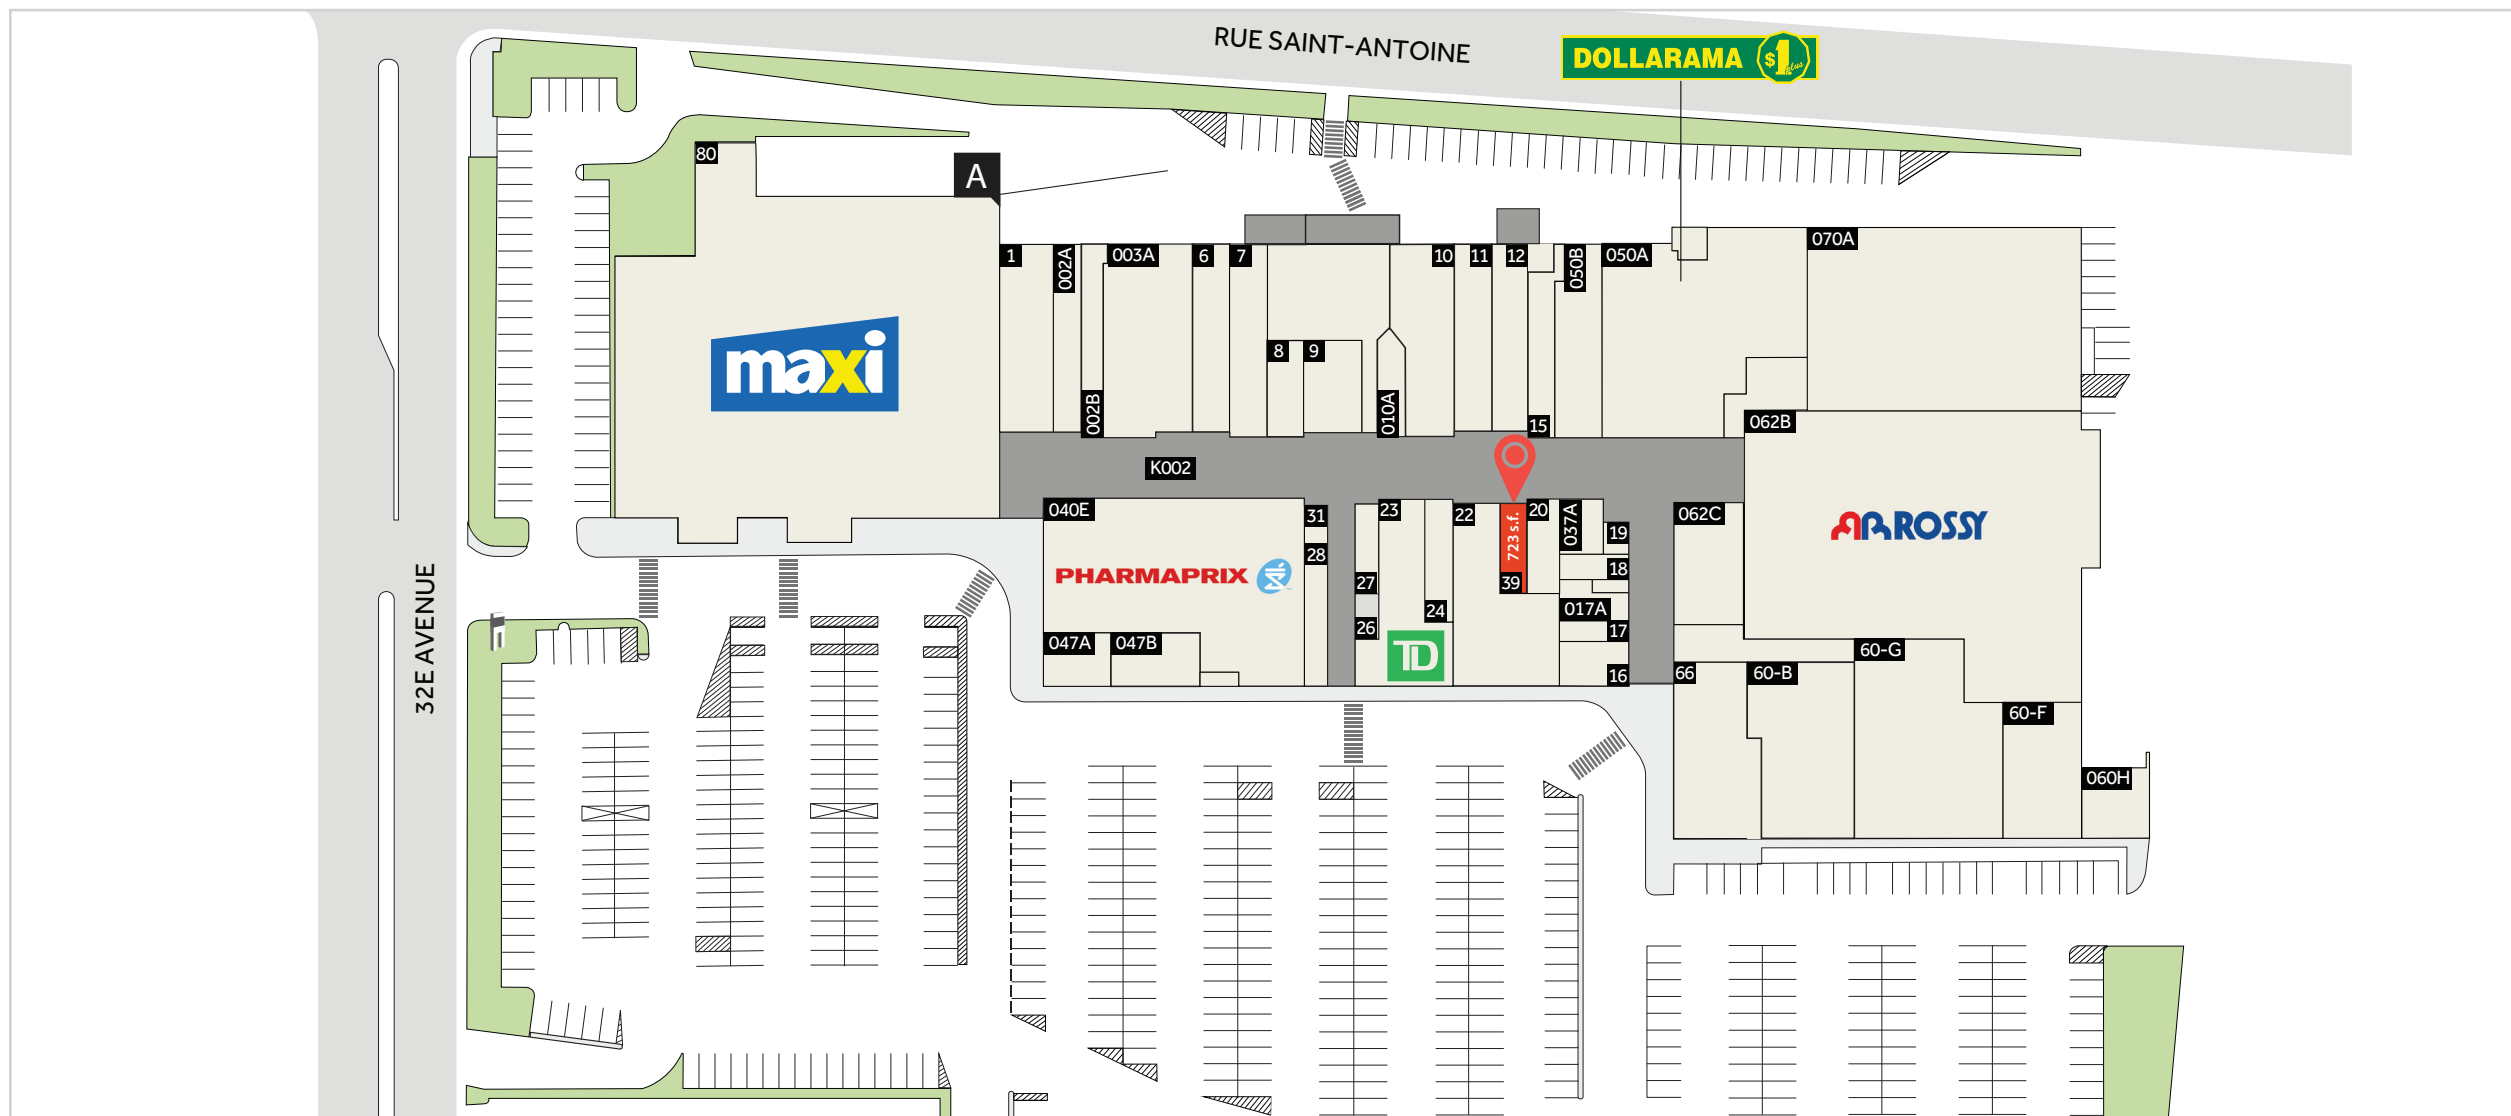 RUE SAINT-ANTOINE
DOLLARAMA $1 plus
80
A
1
002A
003A
6
7
10
11
12
050B
050A
070A
maxi
8
9
002B
010A
15
062B
K002
040E
31
28
23
22
723 s.f.
39
20
037A
19
18
062C
ROSSY
PHARMAPRIX
27
26
24
017A
17
16
047A
047B
TD
66
60-B
60-G
60-F
060H
32E AVENUE